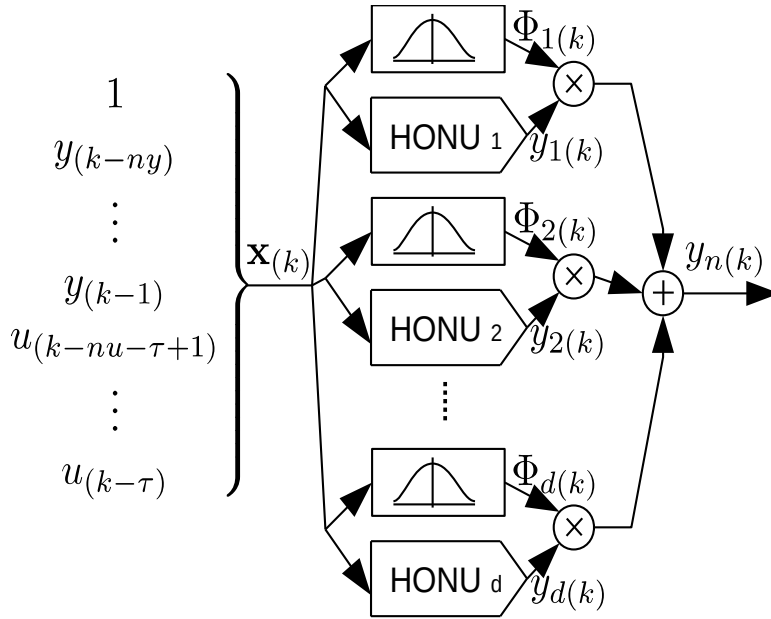 1
y(k−ny)
⋮
y(k−1)
u(k−nu−τ+1)
⋮
u(k−τ)
x(k)
Φ1(k)
×
HONU 1
y1(k)
Φ2(k)
×
HONU 2
y2(k)
Φd(k)
×
HONU d
yd(k)
+
yn(k)